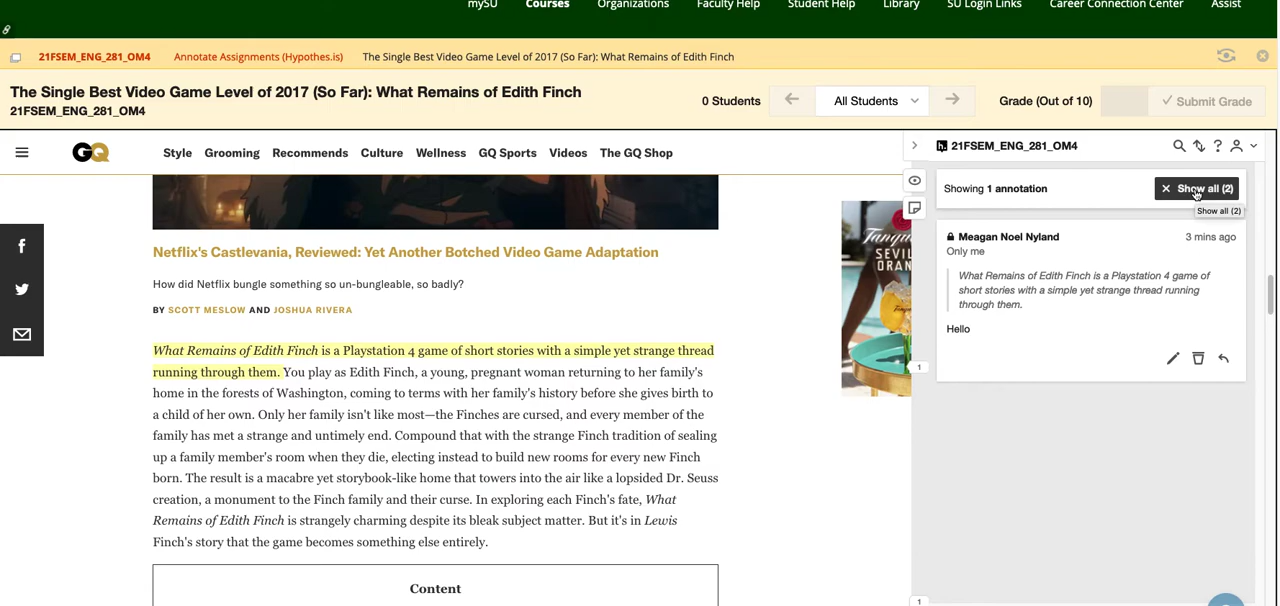 mySU Courses Organizations Faculty Help Student Help Library SU Login Links Career Connection Center Assist
21FSEM_ENG_281_OM4 Annotate Assignments (Hypothes.is) The Single Best Video Game Level of 2017 (So Far): What Remains of Edith Finch
The Single Best Video Game Level of 2017 (So Far): What Remains of Edith Finch
21FSEM_ENG_281_OM4
0 Students All Students Grade (Out of 10) ✓ Submit Grade
GQ Style Grooming Recommends Culture Wellness GQ Sports Videos The GQ Shop
Netflix's Castlevania, Reviewed: Yet Another Botched Video Game Adaptation
How did Netflix bungle something so un-bungleable, so badly?
BY SCOTT MESLOW AND JOSHUA RIVERA
What Remains of Edith Finch is a Playstation 4 game of short stories with a simple yet strange thread
running through them. You play as Edith Finch, a young, pregnant woman returning to her family's
home in the forests of Washington, coming to terms with her family's history before she gives birth to
a child of her own. Only her family isn't like most—the Finches are cursed, and every member of the
family has met a strange and untimely end. Compound that with the strange Finch tradition of sealing
up a family member's room when they die, electing instead to build new rooms for every new Finch
born. The result is a macabre yet storybook-like home that towers into the air like a lopsided Dr. Seuss
creation, a monument to the Finch family and their curse. In exploring each Finch's fate, What
Remains of Edith Finch is strangely charming despite its bleak subject matter. But it's in Lewis
Finch's story that the game becomes something else entirely.
Content
21FSEM_ENG_281_OM4
Showing 1 annotation × Show all (2)
Show all (2)
Meagan Noel Nyland 3 mins ago
Only me
What Remains of Edith Finch is a Playstation 4 game of
short stories with a simple yet strange thread running
through them.
Hello
1
1